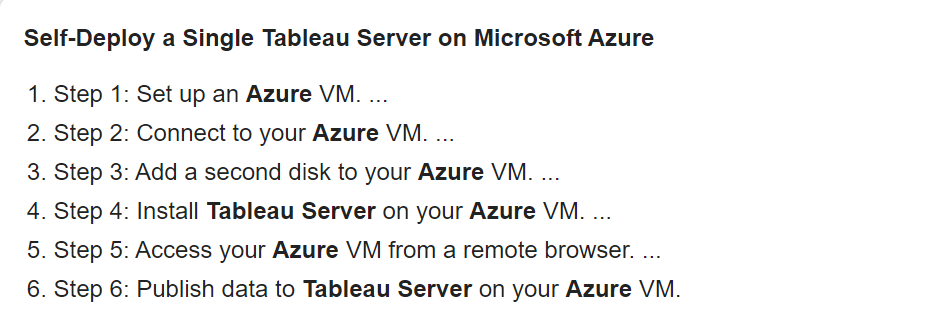 Self-Deploy a Single Tableau Server on Microsoft Azure
1. Step 1: Set up an Azure VM. ...
2. Step 2: Connect to your Azure VM. ...
3. Step 3: Add a second disk to your Azure VM. ...
4. Step 4: Install Tableau Server on your Azure VM. ...
5. Step 5: Access your Azure VM from a remote browser. ...
6. Step 6: Publish data to Tableau Server on your Azure VM.